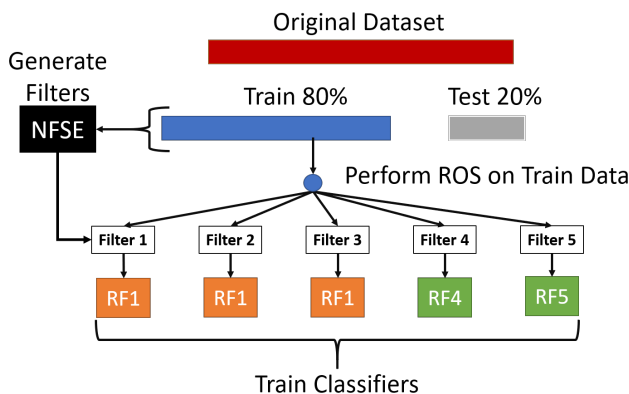 Original Dataset
Generate
Filters
Train 80%
Test 20%
NFSE
Perform ROS on Train Data
Filter 1
Filter 2
Filter 3
Filter 4
Filter 5
RF1
RF1
RF1
RF4
RF5
Train Classifiers